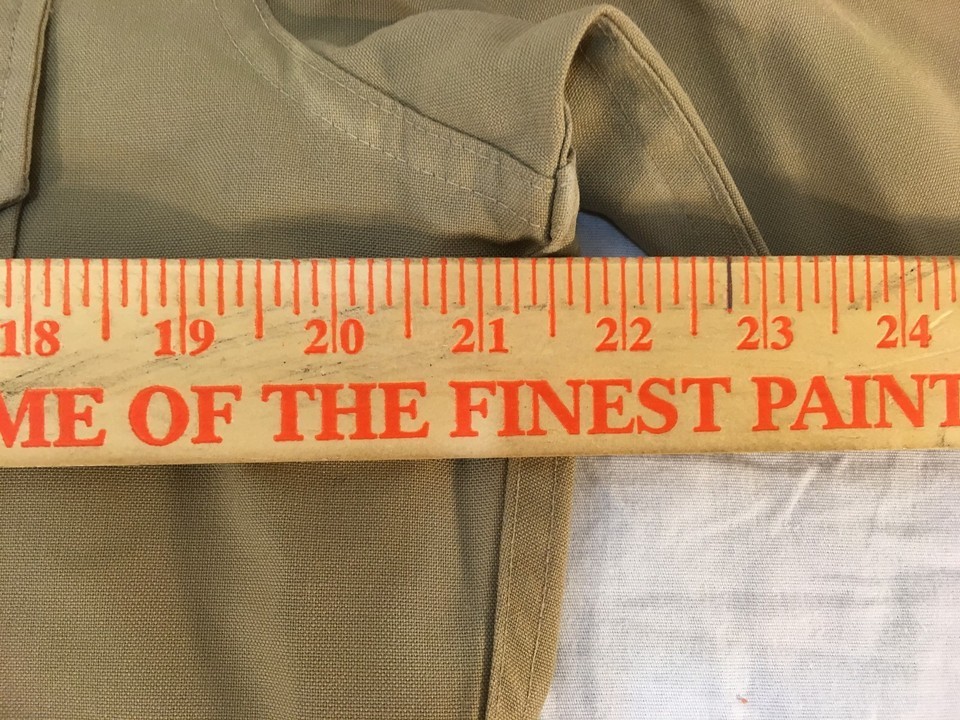 18 19 20 21 22 23 24
ME OF THE FINEST PAINT